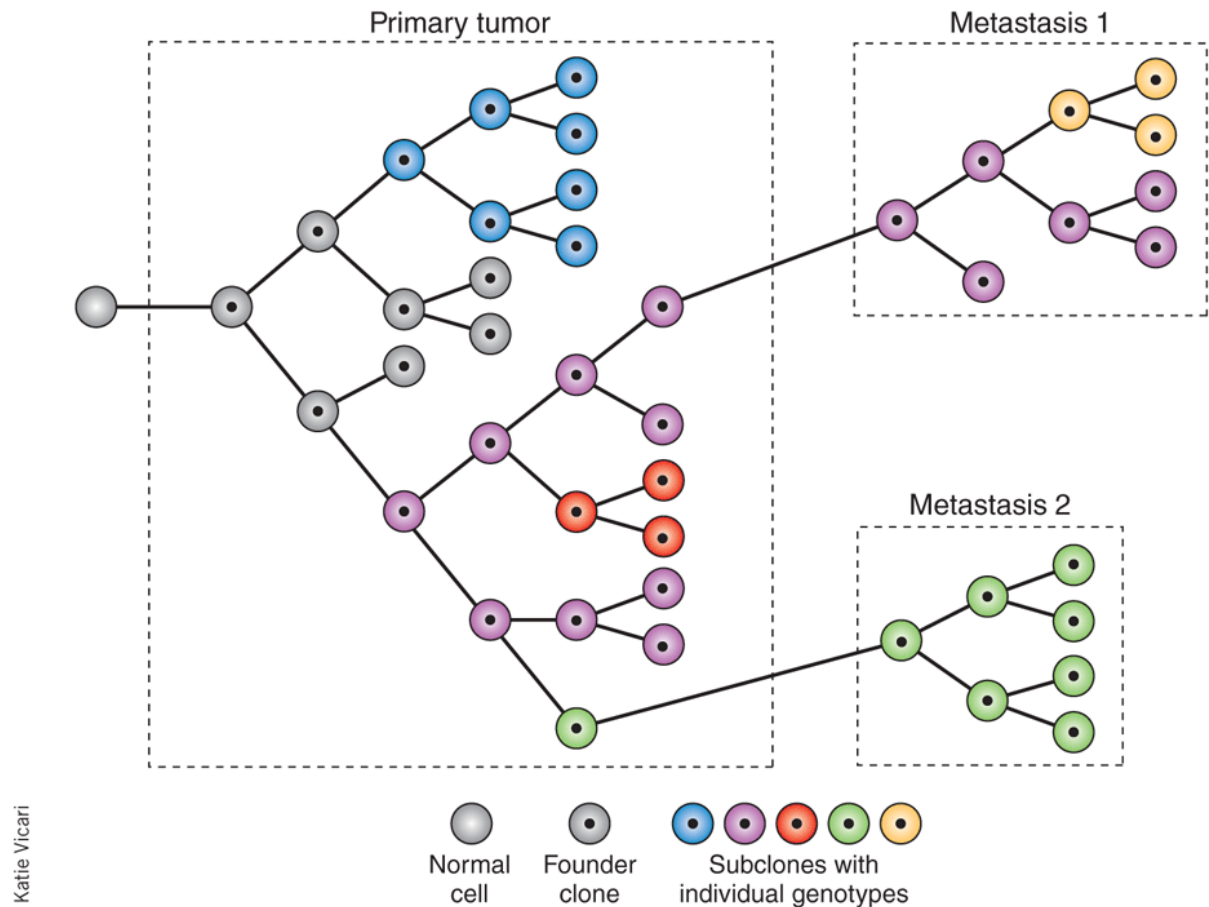 Primary tumor
Metastasis 1
Metastasis 2
Normal
cell
Founder
clone
Subclones with
individual genotypes
Katie Vicari